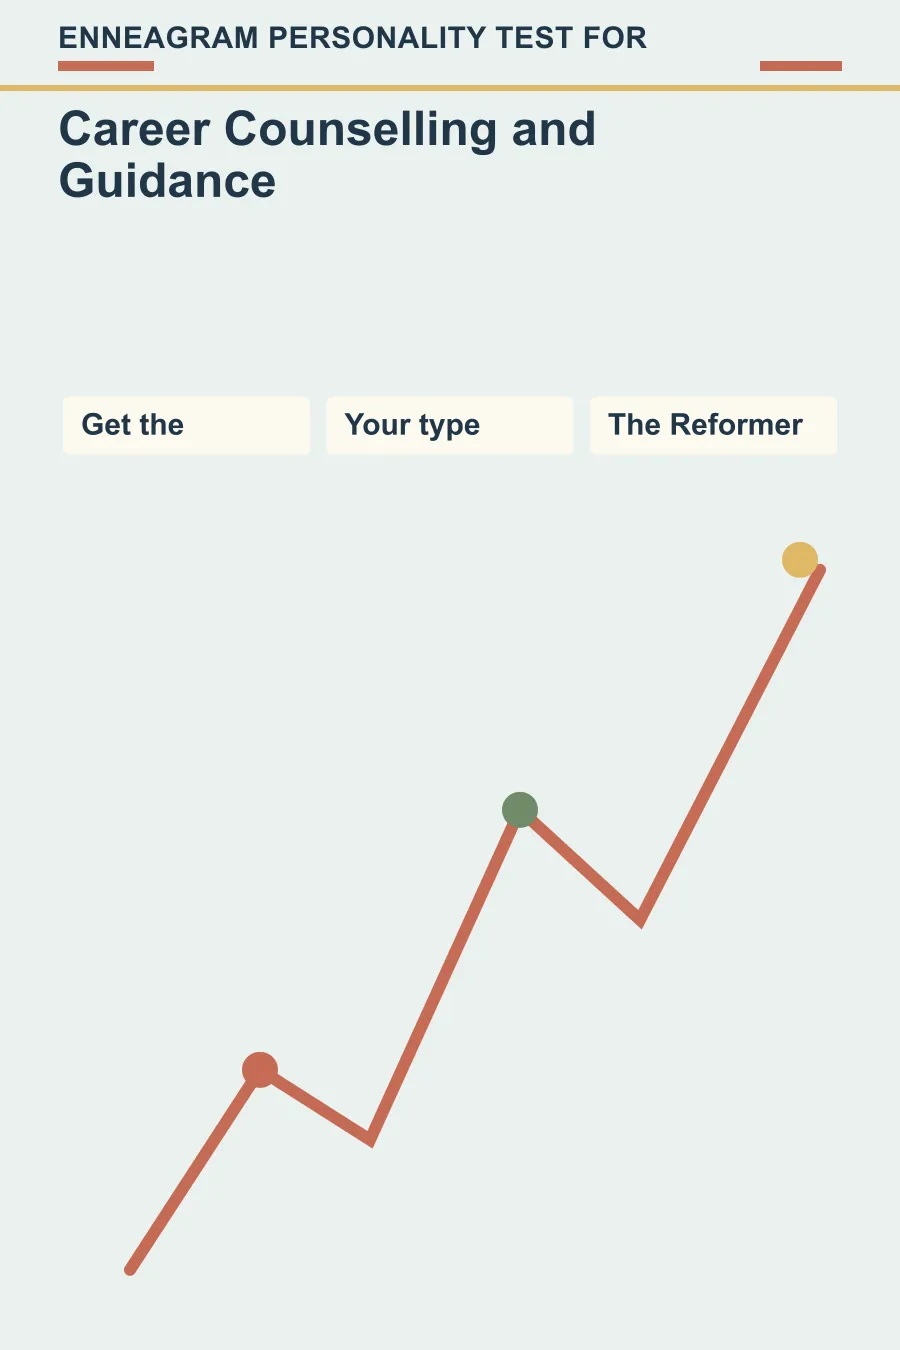 ENNEAGRAM PERSONALITY TEST FOR
Career Counselling and
Guidance
Get the
Your type
The Reformer